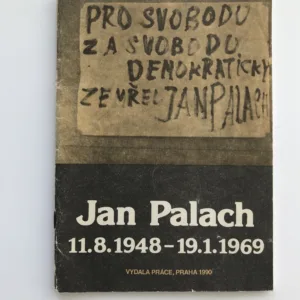 PRO SVOBODU
ZA SVOBODU
DEMOKRATICKY
ZEMŘEL JAN PALACH
Jan Palach
11.8.1948 – 19.1.1969
VYDALA PRÁCE, PRAHA 1990